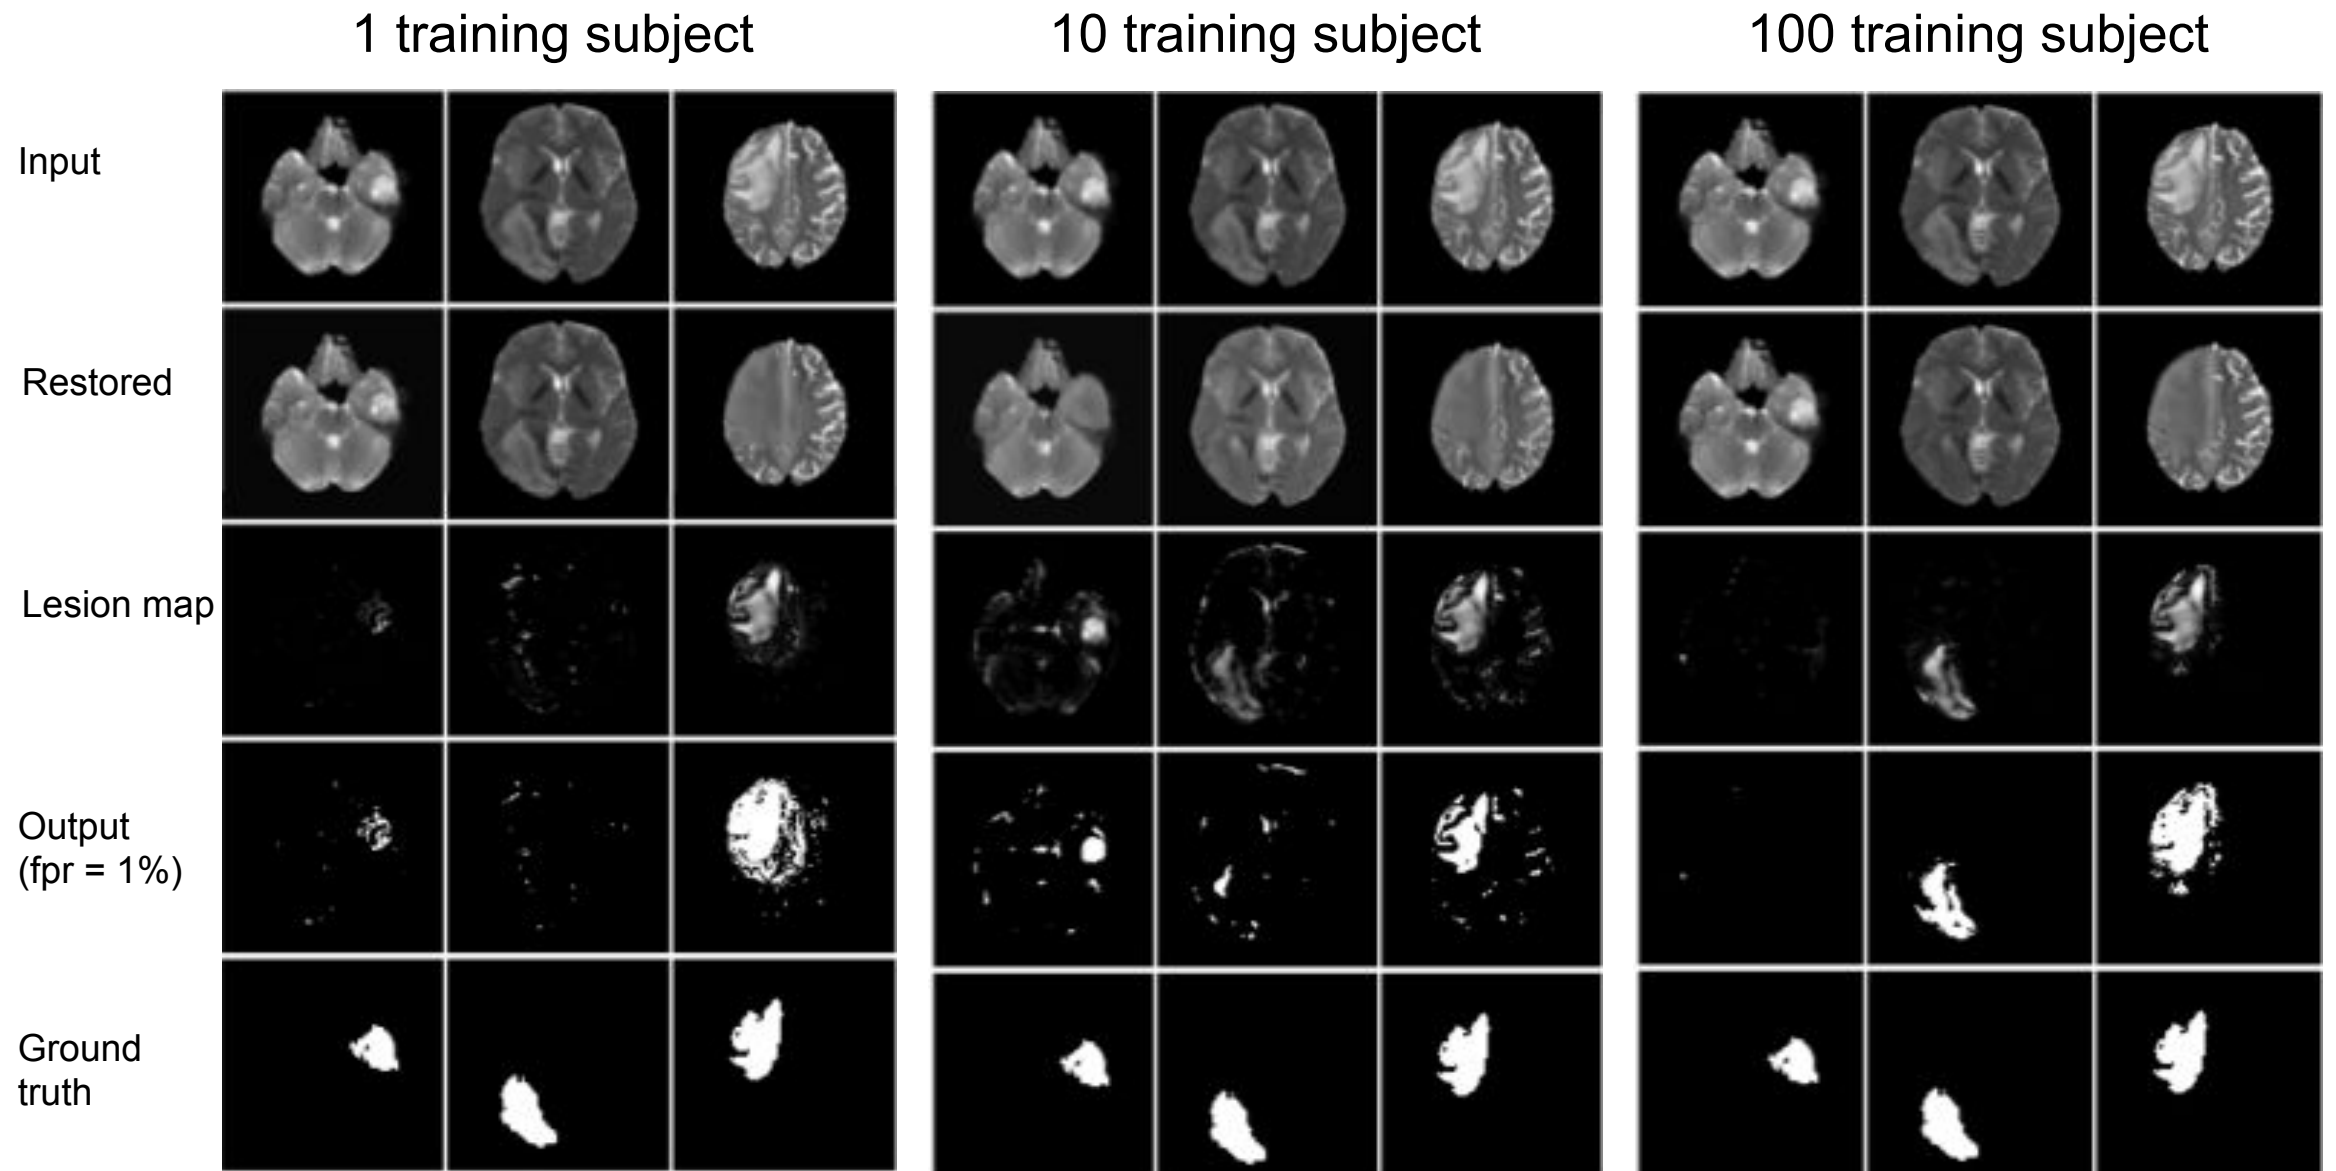 1 training subject
10 training subject
100 training subject
Input
Restored
Lesion map
Output
(fpr = 1%)
Ground
truth